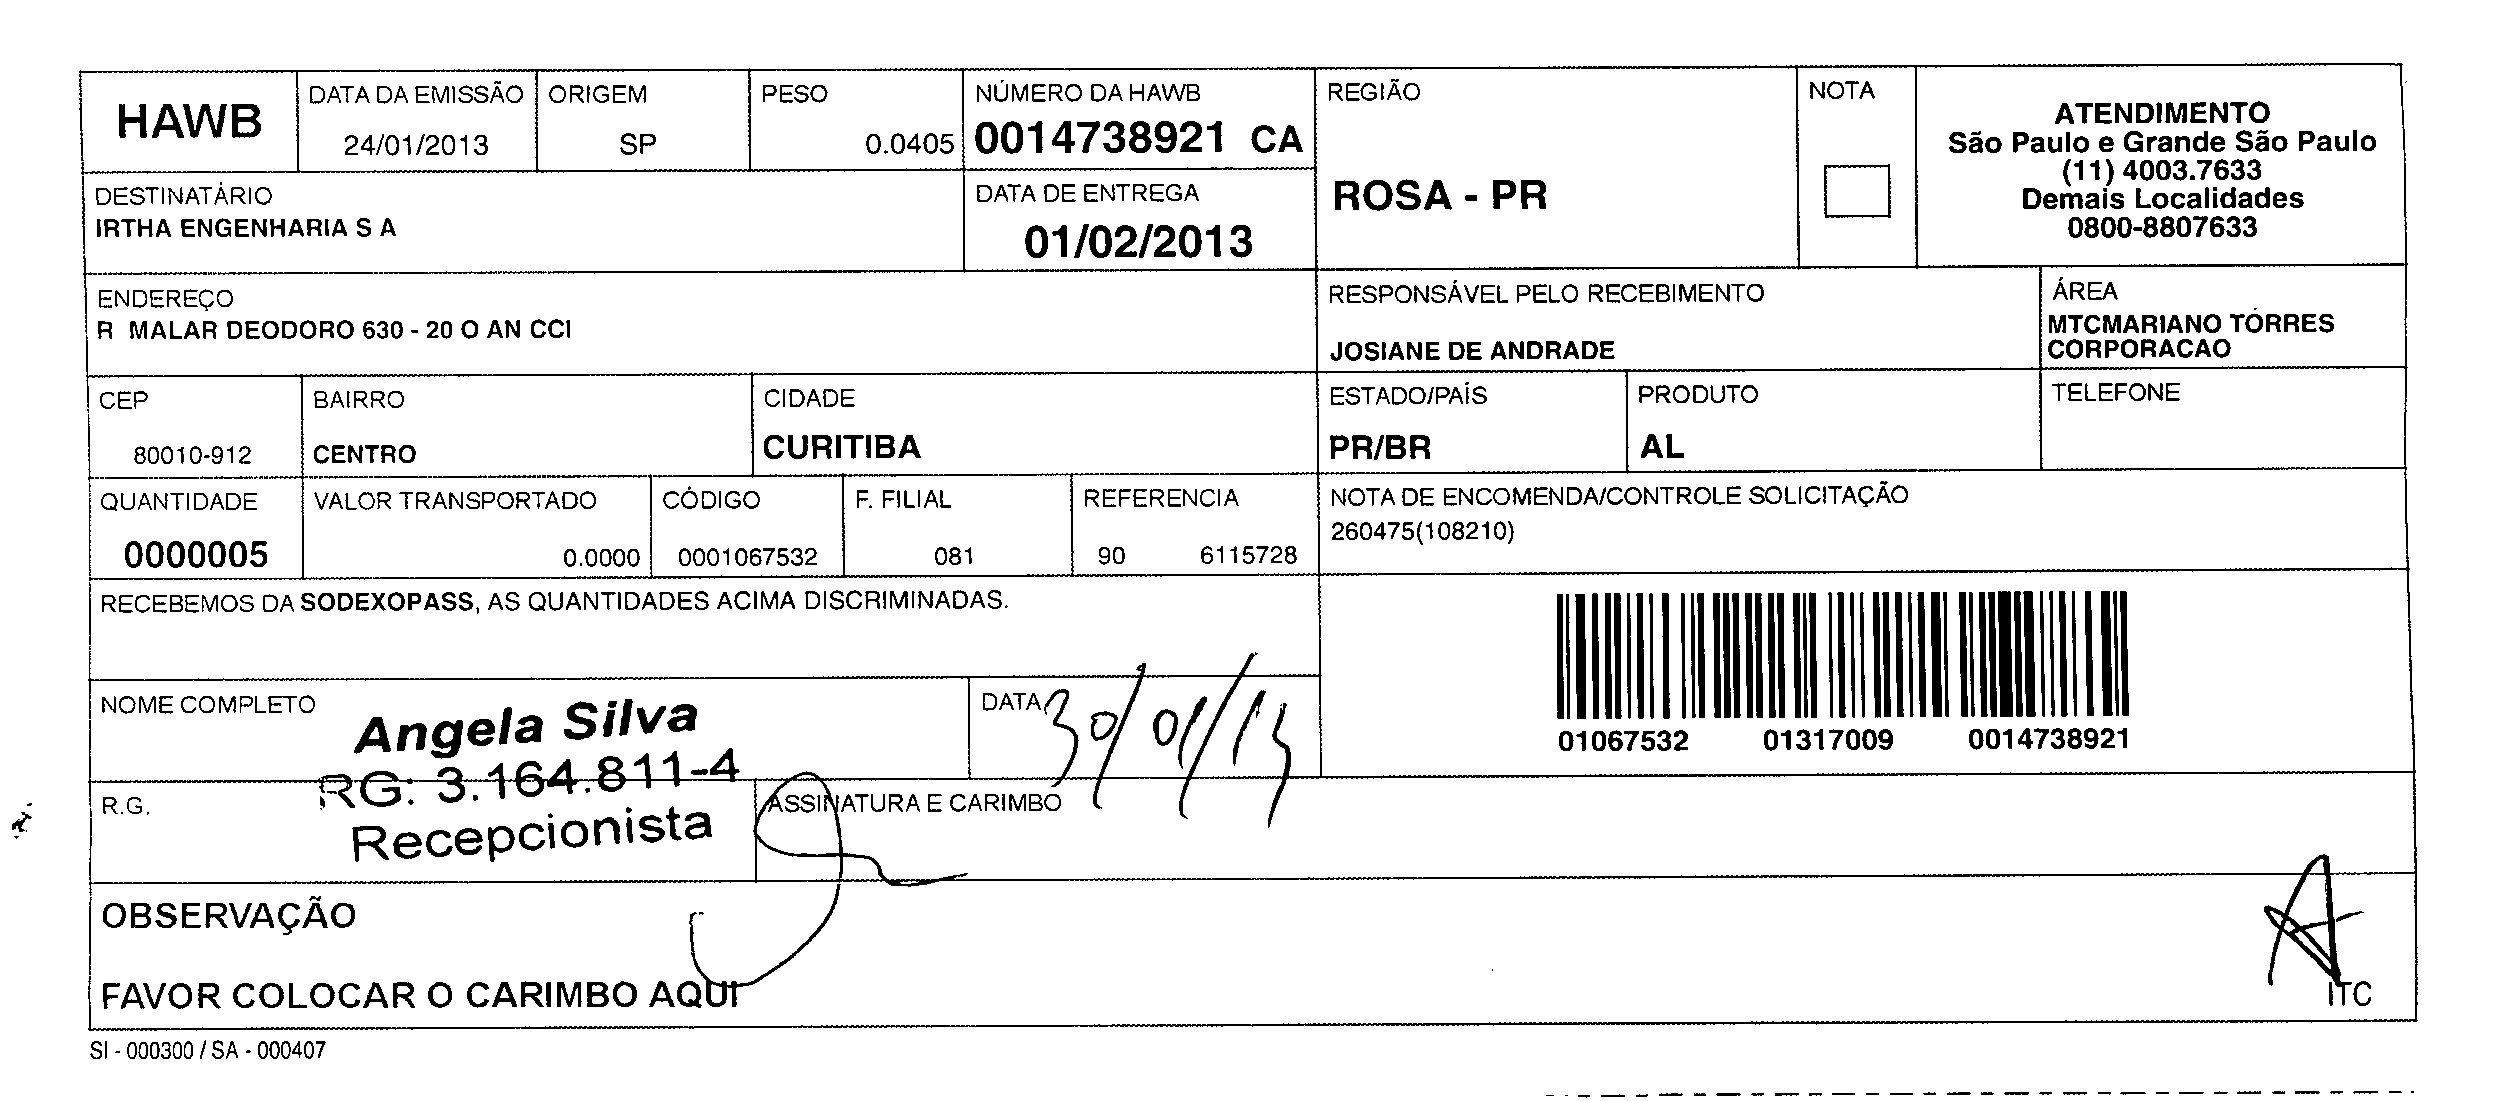 HAWB
DATA DA EMISSÃO
24/01/2013
ORIGEM
SP
PESO
0.0405
NÚMERO DA HAWB
0014738921 CA
REGIÃO
ROSA - PR
NOTA
ATENDIMENTO
São Paulo e Grande São Paulo
(11) 4003.7633
Demais Localidades
0800-8807633
DESTINATÁRIO
IRTHA ENGENHARIA S A
DATA DE ENTREGA
01/02/2013
ENDEREÇO
R MALAR DEODORO 630 - 20 O AN CCI
RESPONSÁVEL PELO RECEBIMENTO
JOSIANE DE ANDRADE
ÁREA
MTCMARIANO TORRES
CORPORACAO
CEP
80010-912
BAIRRO
CENTRO
CIDADE
CURITIBA
ESTADO/PAÍS
PR/BR
PRODUTO
AL
TELEFONE
QUANTIDADE
0000005
VALOR TRANSPORTADO
0.0000
CÓDIGO
0001067532
F. FILIAL
081
REFERENCIA
90 6115728
NOTA DE ENCOMENDA/CONTROLE SOLICITAÇÃO
260475(108210)
RECEBEMOS DA SODEXOPASS, AS QUANTIDADES ACIMA DISCRIMINADAS.
01067532 01317009 0014738921
NOME COMPLETO
Angela Silva
RG: 3.164.811-4
Recepcionista
DATA
30/01/13
R.G.
ASSINATURA E CARIMBO
OBSERVAÇÃO
FAVOR COLOCAR O CARIMBO AQUI
ITC
SI - 000300 / SA - 000407